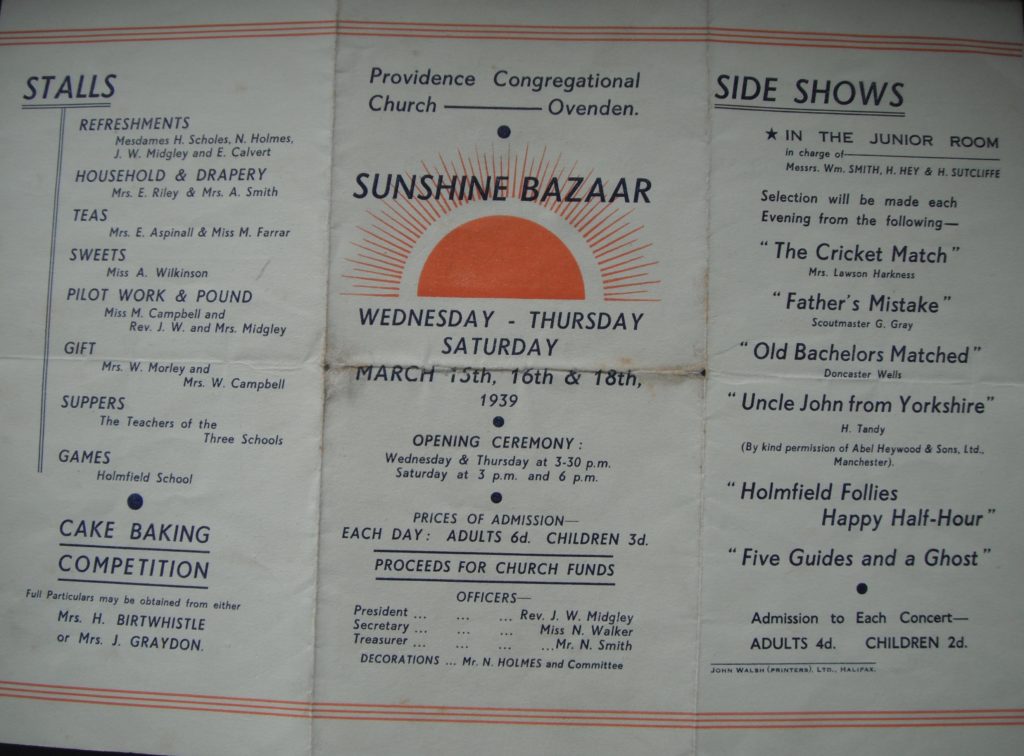 STALLS
REFRESHMENTS
Mesdames H. Scholes, N. Holmes,
J. W. Midgley and E. Calvert
HOUSEHOLD & DRAPERY
Mrs. E. Riley & Mrs. A. Smith
TEAS
Mrs. E. Aspinall & Miss M. Farrar
SWEETS
Miss A. Wilkinson
PILOT WORK & POUND
Miss M. Campbell and
Rev. J. W. and Mrs. Midgley
GIFT
Mrs. W. Morley and
Mrs. W. Campbell
SUPPERS
The Teachers of the
Three Schools
GAMES
Holmfield School
CAKE BAKING
COMPETITION
Full Particulars may be obtained from either
Mrs. H. BIRTWHISTLE
or Mrs. J. GRAYDON.
Providence Congregational
Church — Ovenden.
SUNSHINE BAZAAR
WEDNESDAY - THURSDAY
SATURDAY
MARCH 15th, 16th & 18th,
1939
OPENING CEREMONY :
Wednesday & Thursday at 3-30 p.m.
Saturday at 3 p.m. and 6 p.m.
PRICES OF ADMISSION—
EACH DAY : ADULTS 6d. CHILDREN 3d.
PROCEEDS FOR CHURCH FUNDS
OFFICERS—
President ... ... ... Rev. J. W. Midgley
Secretary ... ... ... Miss N. Walker
Treasurer ... ... ... Mr. N. Smith
DECORATIONS ... Mr. N. HOLMES and Committee
SIDE SHOWS
★ IN THE JUNIOR ROOM
in charge of—
Messrs. Wm. SMITH, H. HEY & H. SUTCLIFFE
Selection will be made each
Evening from the following—
"The Cricket Match"
Mrs. Lawson Harkness
"Father's Mistake"
Scoutmaster G. Gray
"Old Bachelors Matched"
Doncaster Wells
"Uncle John from Yorkshire"
H. Tandy
(By kind permission of Abel Heywood & Sons, Ltd.,
Manchester).
"Holmfield Follies
Happy Half-Hour"
"Five Guides and a Ghost"
Admission to Each Concert—
ADULTS 4d. CHILDREN 2d.
JOHN WALSH (PRINTERS), LTD., HALIFAX.